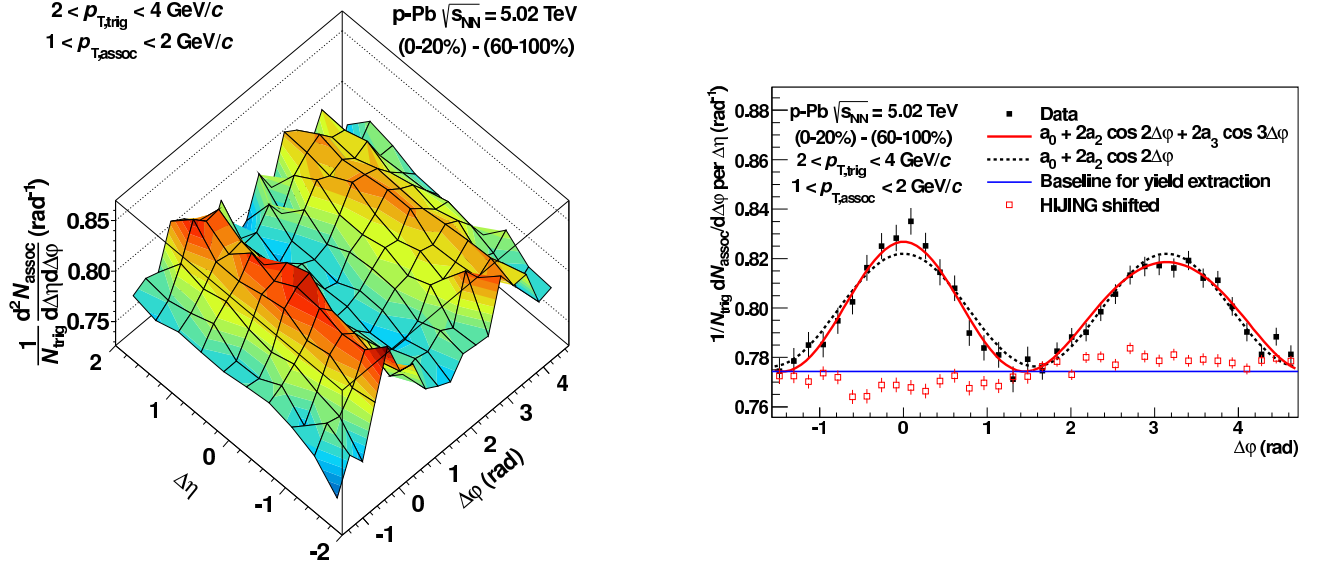 2 < p_T,trig < 4 GeV/c
1 < p_T,assoc < 2 GeV/c
p-Pb √s_NN = 5.02 TeV
(0-20%) - (60-100%)
1/N_trig d²N_assoc/dΔηdΔφ (rad⁻¹)
0.85
0.80
0.75
2
1
0
-1
-2
Δη
-1
0
1
2
3
4
Δφ (rad)
1/N_trig dN_assoc/dΔφ per Δη (rad⁻¹)
0.88
0.86
0.84
0.82
0.80
0.78
0.76
p-Pb √s_NN = 5.02 TeV
(0-20%) - (60-100%)
2 < p_T,trig < 4 GeV/c
1 < p_T,assoc < 2 GeV/c
Data
a₀ + 2a₂ cos 2Δφ + 2a₃ cos 3Δφ
a₀ + 2a₂ cos 2Δφ
Baseline for yield extraction
HIJING shifted
-1
0
1
2
3
4
Δφ (rad)